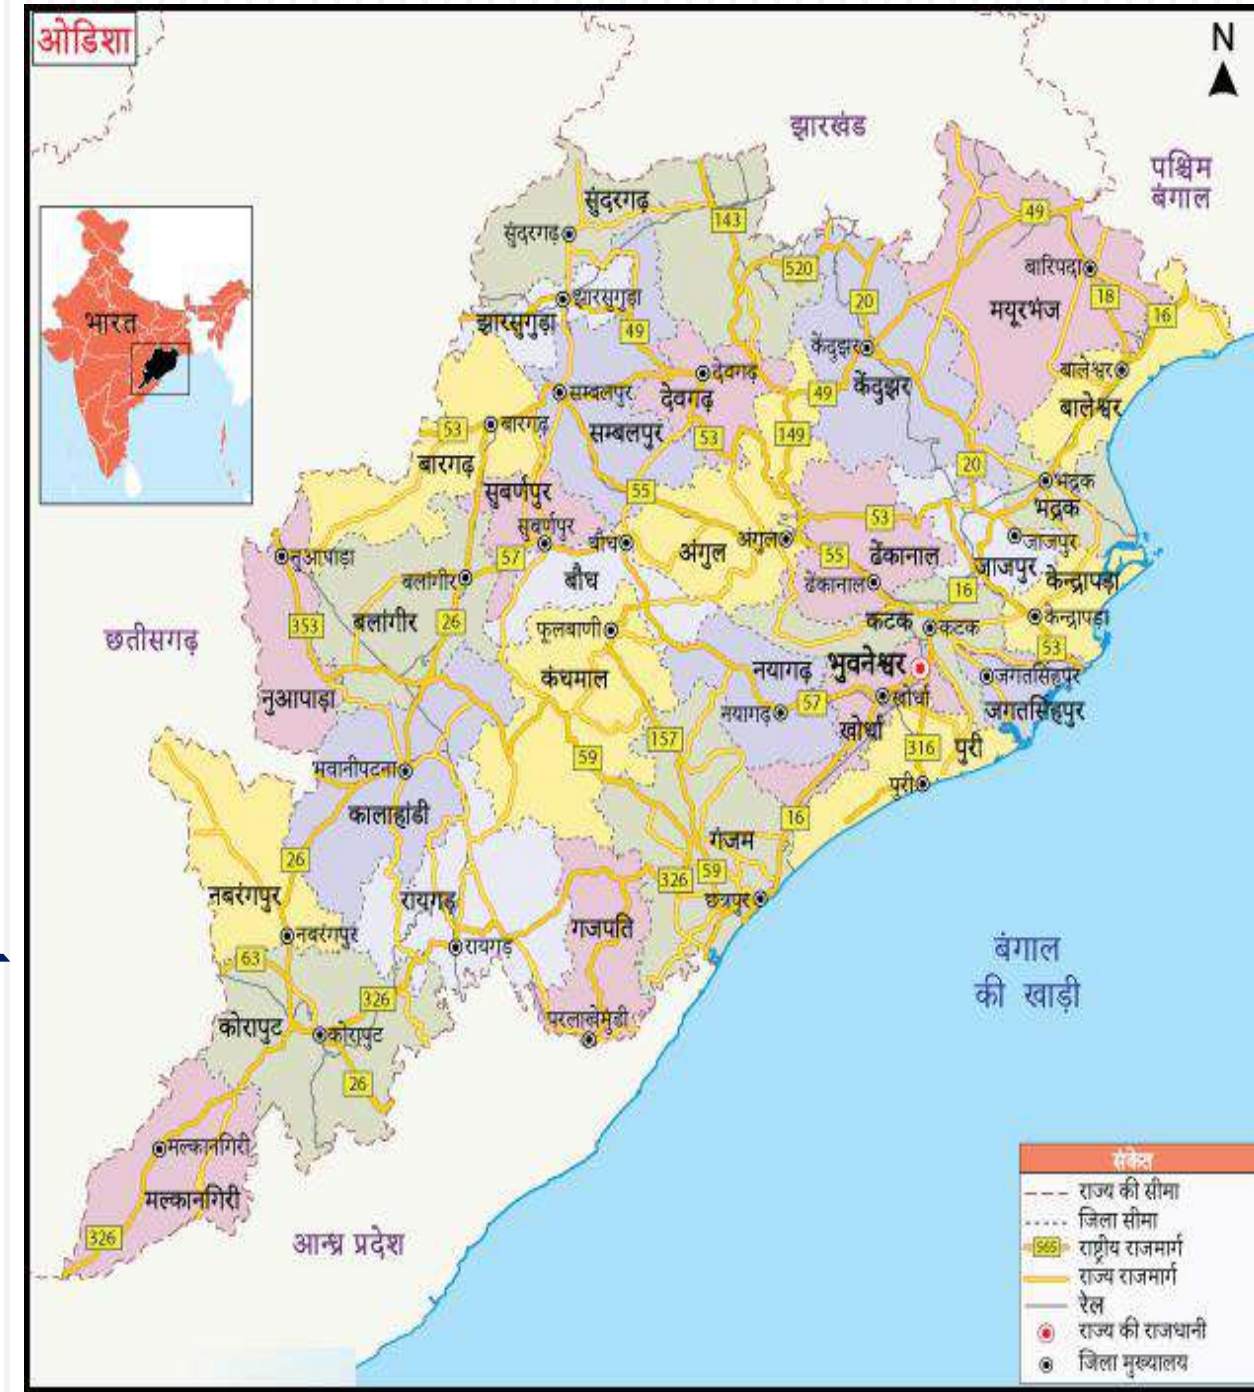 ओडिशा
N
झारखंड
पश्चिम
बंगाल
सुंदरगढ़
143
49
सुंदरगढ़
520
बारिपदा
भारत
झारसुगुड़ा
20
18
मयूरभंज
16
झारसुगुड़ा
49
केंदुझर
देवगढ़
बालेश्वर
सम्बलपुर
देवगढ़
49
केंदुझर
बालेश्वर
53
बारगढ़
सम्बलपुर
53
149
बारगढ़
20
सुबर्णपुर
55
भद्रक
भद्रक
सुबर्णपुर
53
नुआपाड़ा
57
बौघ
अंगुल
अंगुल
55
ढेंकानाल
जाजपुर
बलांगीर
बौघ
ढेंकानाल
जाजपुर
केन्द्रापड़ा
16
353
बलांगीर
26
फूलबाणी
कटक
कटक
केन्द्रापड़ा
छतीसगढ़
53
कंधमाल
नयागढ़
भुवनेश्वर
जगतसिंहपुर
नुआपाड़ा
नयागढ़
57
खोर्धा
जगतसिंहपुर
खोर्धा
157
316
पुरी
59
भवानीपटना
पुरी
कालाहांडी
16
गंजम
26
326
59
नबरंगपुर
रायगड़
छत्रपुर
गजपति
नबरंगपुर
रायगड़
बंगाल
की खाड़ी
63
326
परलाखेमुंडी
कोरापुट
कोरापुट
26
मल्कानगिरी
मल्कानगिरी
326
आन्ध्र प्रदेश
संकेत
राज्य की सीमा
जिला सीमा
565 राष्ट्रीय राजमार्ग
राज्य राजमार्ग
रेल
राज्य की राजधानी
जिला मुख्यालय